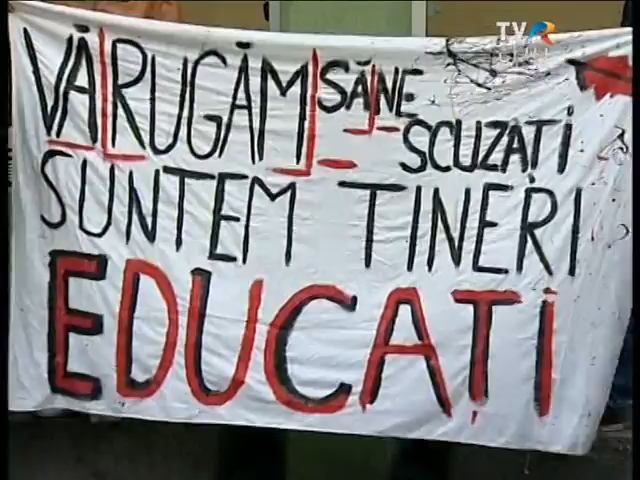 TVR
VĂ RUGĂM SĂ NE
SCUZAȚI
SUNTEM TINERI
EDUCAȚI